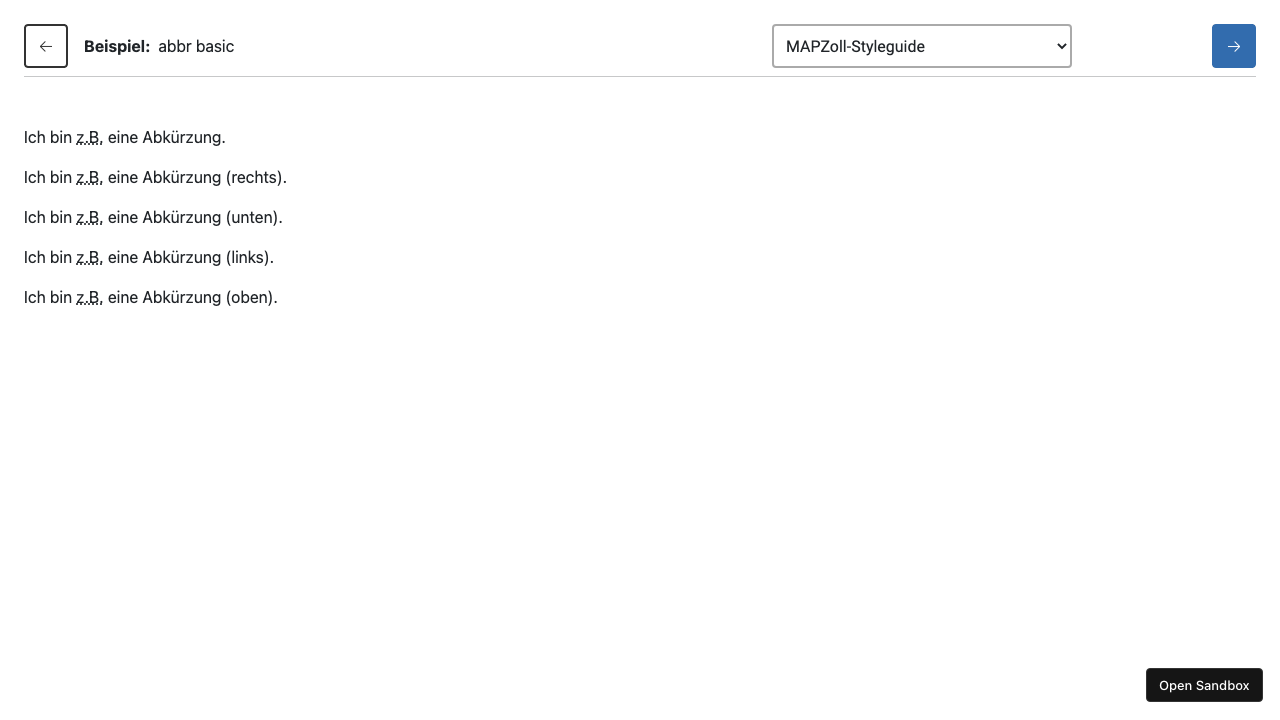 ← Beispiel: abbr basic MAPZoll-Styleguide →
Ich bin z.B, eine Abkürzung.
Ich bin z.B, eine Abkürzung (rechts).
Ich bin z.B, eine Abkürzung (unten).
Ich bin z.B, eine Abkürzung (links).
Ich bin z.B, eine Abkürzung (oben).
Open Sandbox